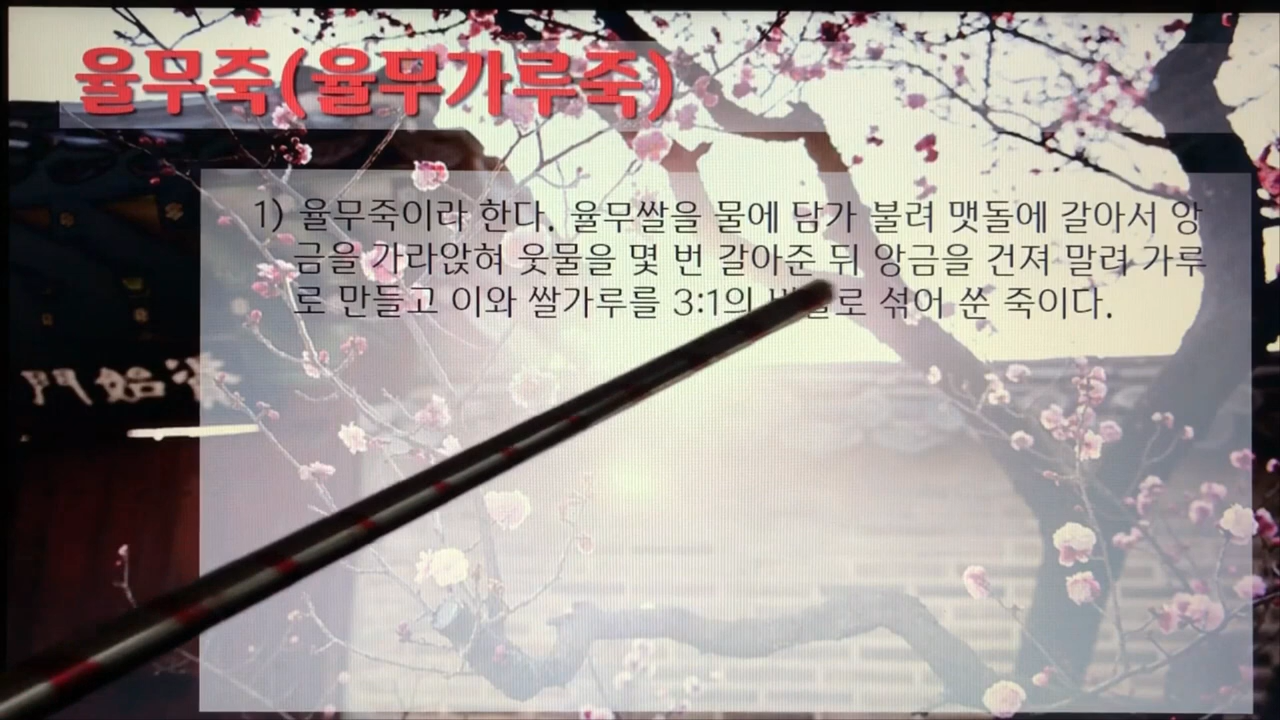 율무죽(율무가루죽)
1) 율무죽이라 한다. 율무쌀을 물에 담가 불려 맷돌에 갈아서 앙
금을 가라앉혀 웃물을 몇 번 갈아준 뒤 앙금을 건져 말려 가루
로 만들고 이와 쌀가루를 3:1의 섞어 쑨 죽이다.
門始